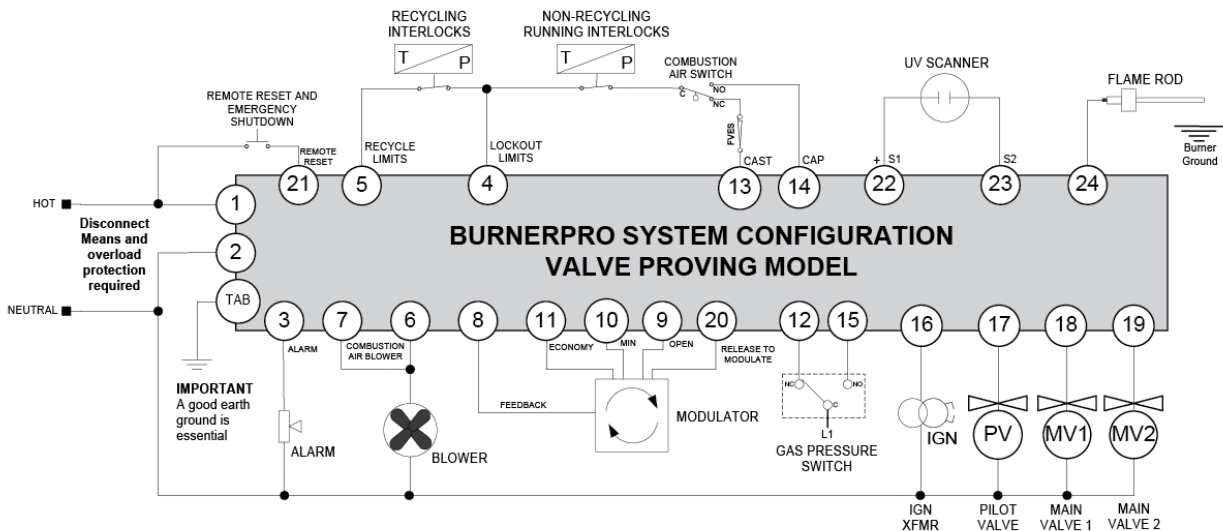 RECYCLING
INTERLOCKS
NON-RECYCLING
RUNNING INTERLOCKS
T P
T P
COMBUSTION
AIR SWITCH
C
NO
NC
FVES
UV SCANNER
FLAME ROD
Burner
Ground
REMOTE RESET AND
EMERGENCY
SHUTDOWN
REMOTE
RESET
RECYCLE
LIMITS
LOCKOUT
LIMITS
CAST
CAP
+ S1
S2
21
5
4
13
14
22
23
24
HOT
1
Disconnect
Means and
overload
protection
required
2
NEUTRAL
TAB
BURNERPRO SYSTEM CONFIGURATION
VALVE PROVING MODEL
3
7
6
8
11
10
9
20
12
15
16
17
18
19
ALARM
COMBUSTION
AIR BLOWER
ECONOMY
MIN
OPEN
RELEASE TO
MODULATE
IMPORTANT
A good earth
ground is
essential
ALARM
BLOWER
FEEDBACK
MODULATOR
NC
NO
C
L1
GAS PRESSURE
SWITCH
IGN
PV
MV1
MV2
IGN
XFMR
PILOT
VALVE
MAIN
VALVE 1
MAIN
VALVE 2